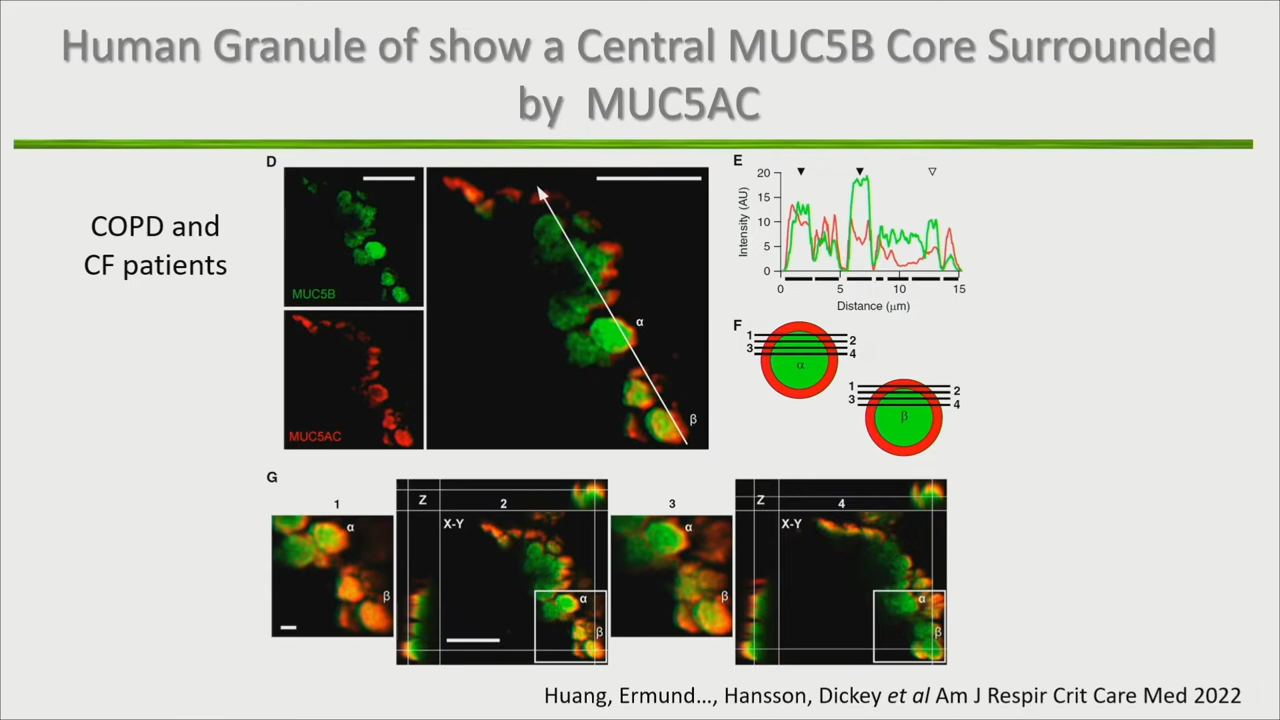 Human Granule of show a Central MUC5B Core Surrounded
by MUC5AC
COPD and
CF patients
D
MUC5B
MUC5AC
α
β
E
Intensity (AU)
20
15
10
5
0
0 5 10 15
Distance (μm)
F
1 2
3 4
α
1 2
3 4
β
G
1
α
β
Z 2
X-Y
α
β
3
α
β
Z 4
X-Y
α
β
Huang, Ermund…, Hansson, Dickey et al Am J Respir Crit Care Med 2022